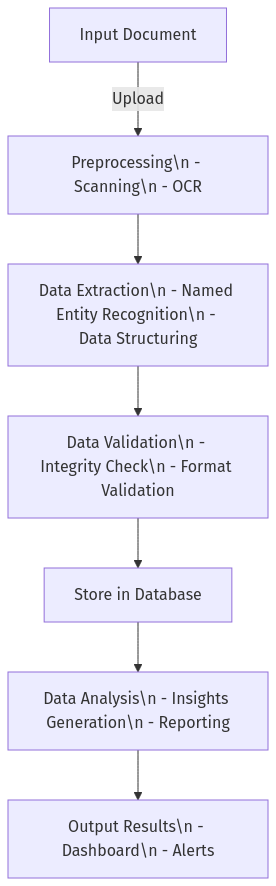 Input Document
Upload
Preprocessing\n -
Scanning\n - OCR
Data Extraction\n - Named
Entity Recognition\n -
Data Structuring
Data Validation\n -
Integrity Check\n - Format
Validation
Store in Database
Data Analysis\n - Insights
Generation\n - Reporting
Output Results\n -
Dashboard\n - Alerts